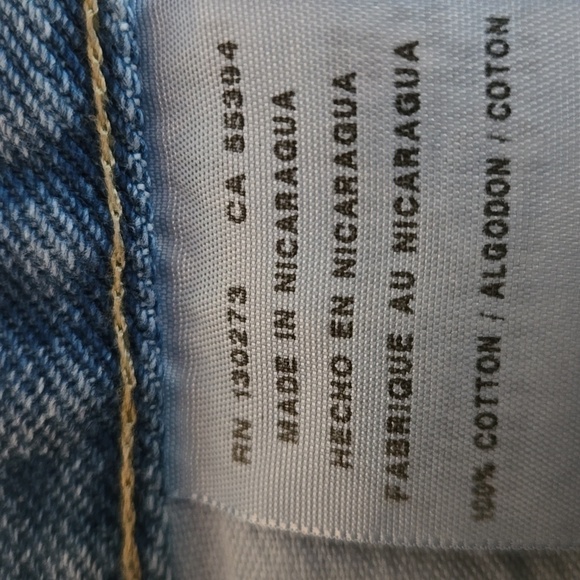 RN 130273 CA 55394
MADE IN NICARAGUA
HECHO EN NICARAGUA
FABRIQUE AU NICARAGUA
100% COTTON / ALGODON / COTON